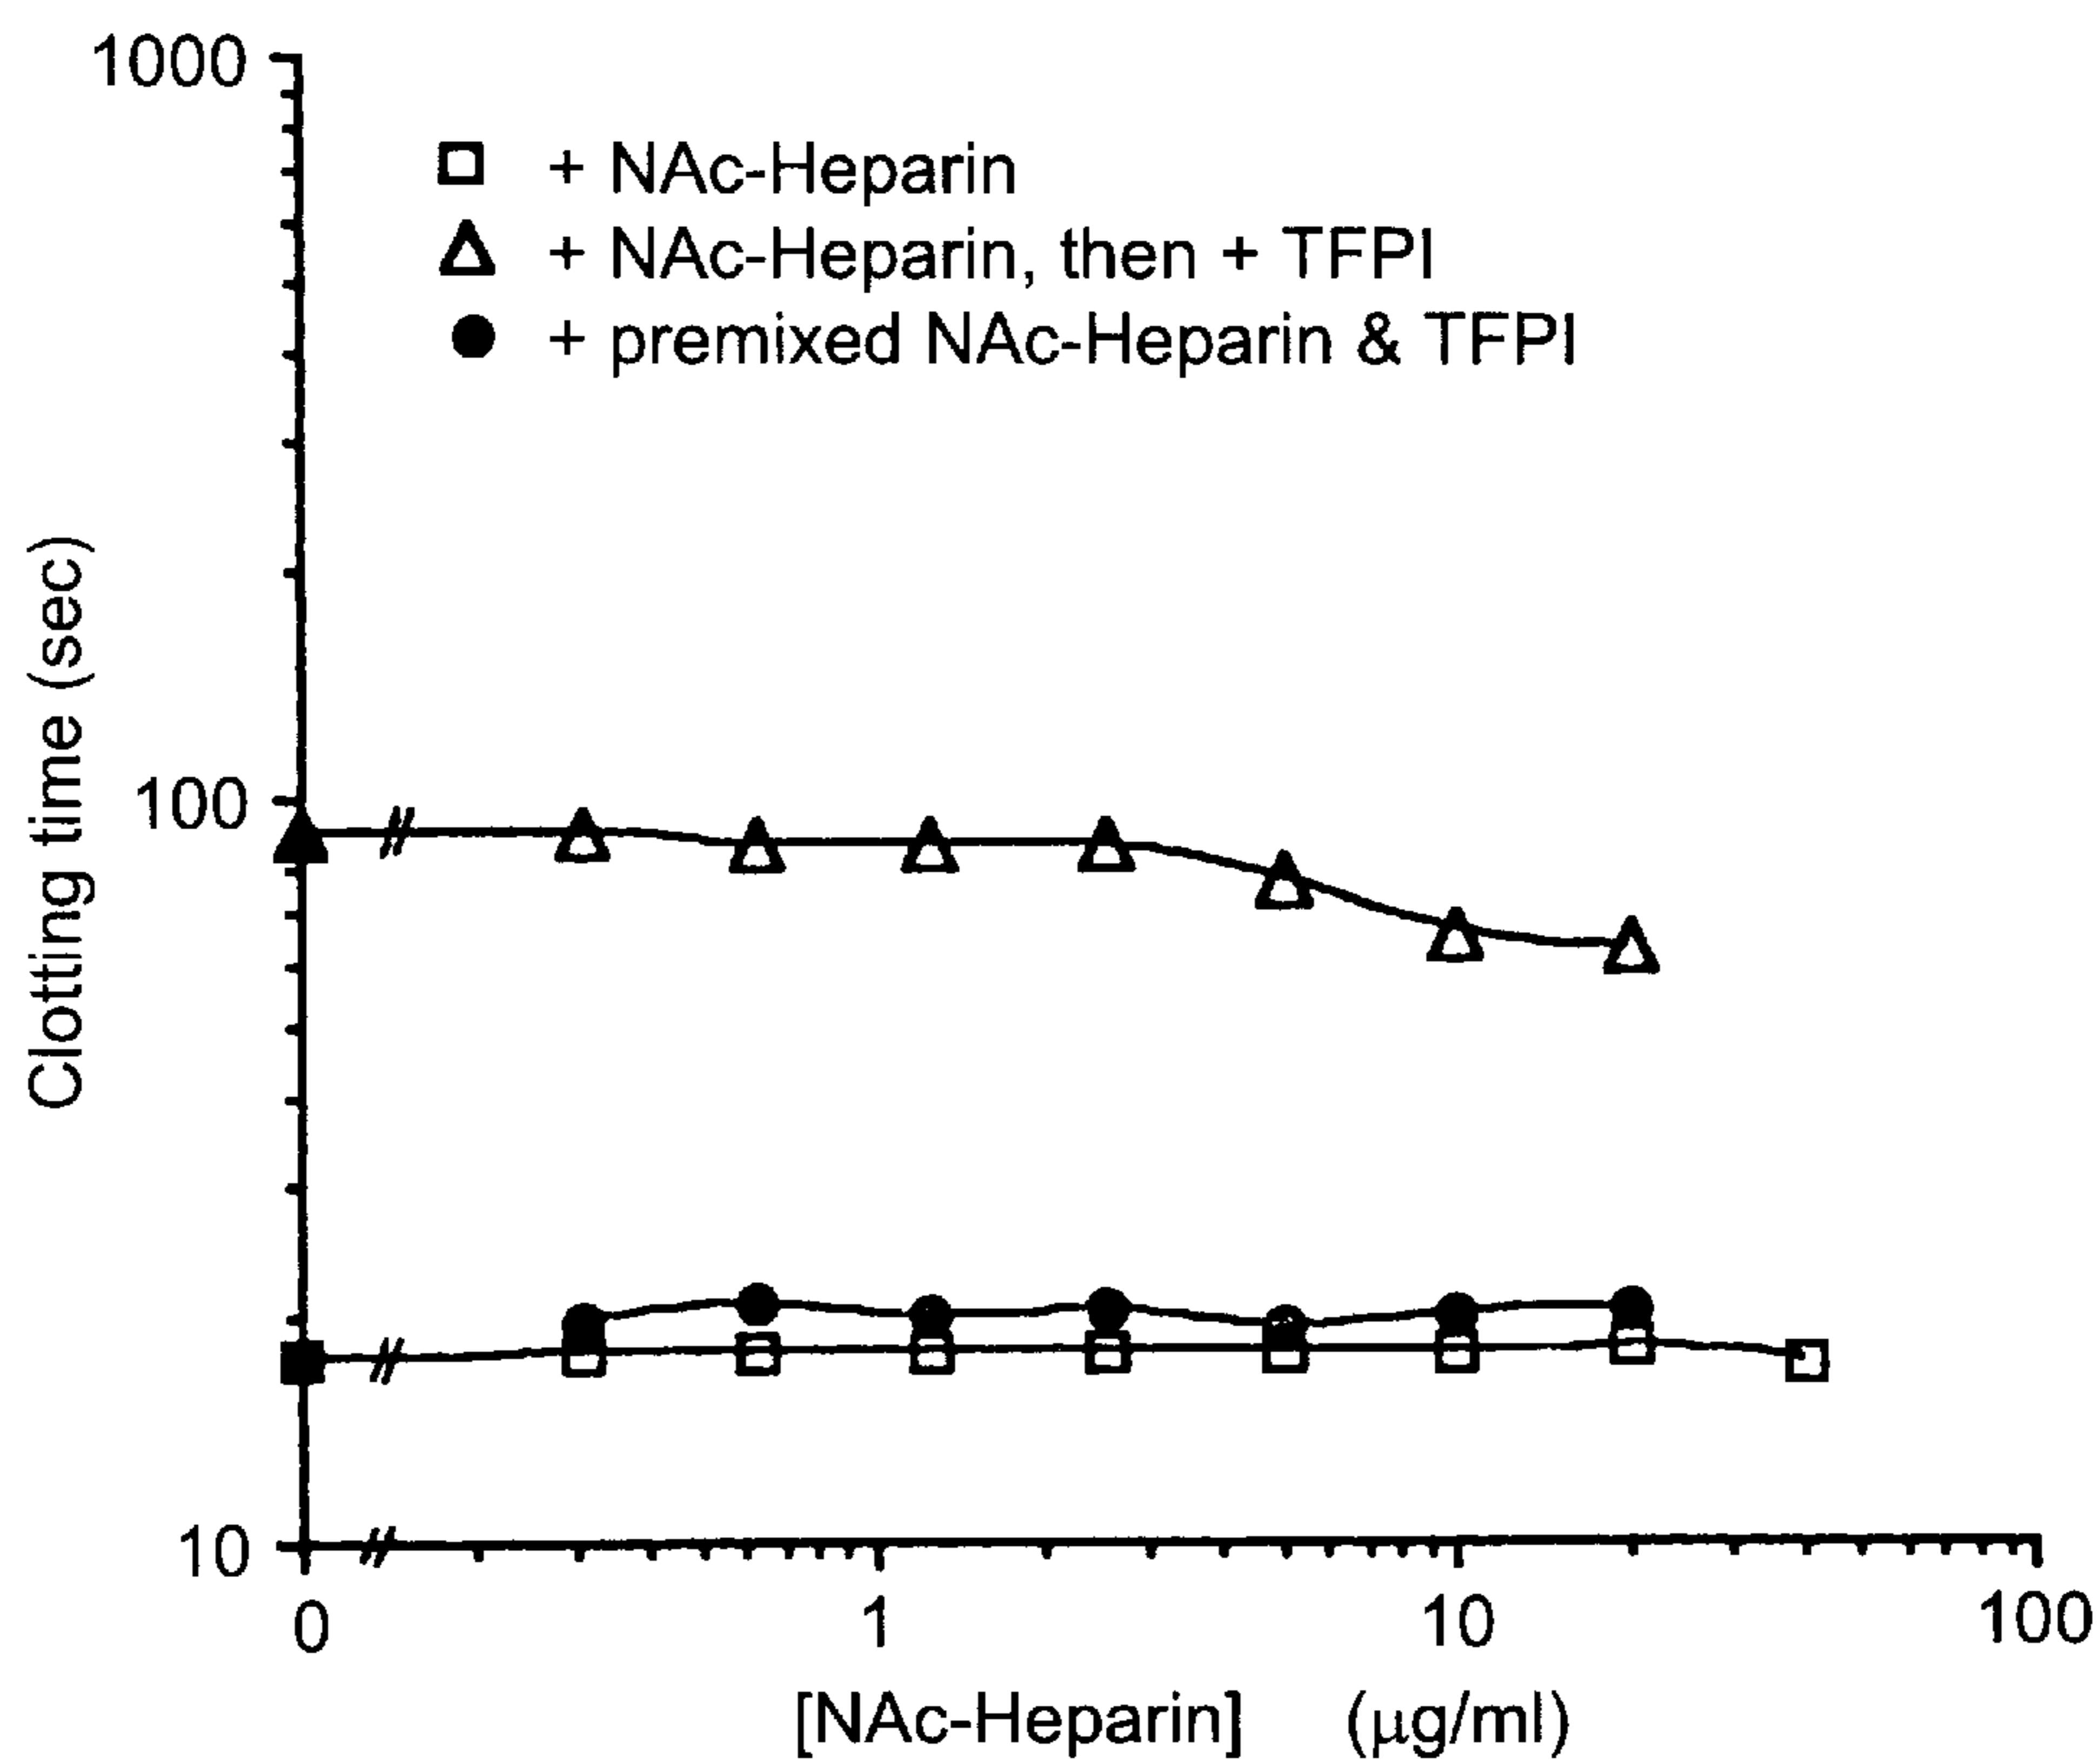 1000
+ NAc-Heparin
+ NAc-Heparin, then + TFPI
+ premixed NAc-Heparin & TFPI
Clotting time (sec)
100
10
0 1 10 100
[NAc-Heparin] (μg/ml)